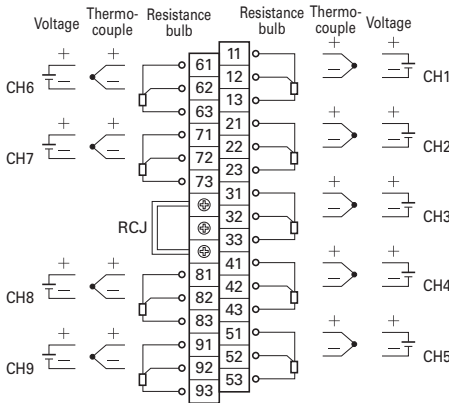 Voltage Thermo-couple Resistance bulb Resistance bulb Thermo-couple Voltage
CH6 + − + − 61 62 63
CH7 + − + − 71 72 73
RCJ
CH8 + − + − 81 82 83
CH9 + − + − 91 92 93
11 12 13 + − + − CH1
21 22 23 + − + − CH2
31 32 33 + − + − CH3
41 42 43 + − + − CH4
51 52 53 + − + − CH5